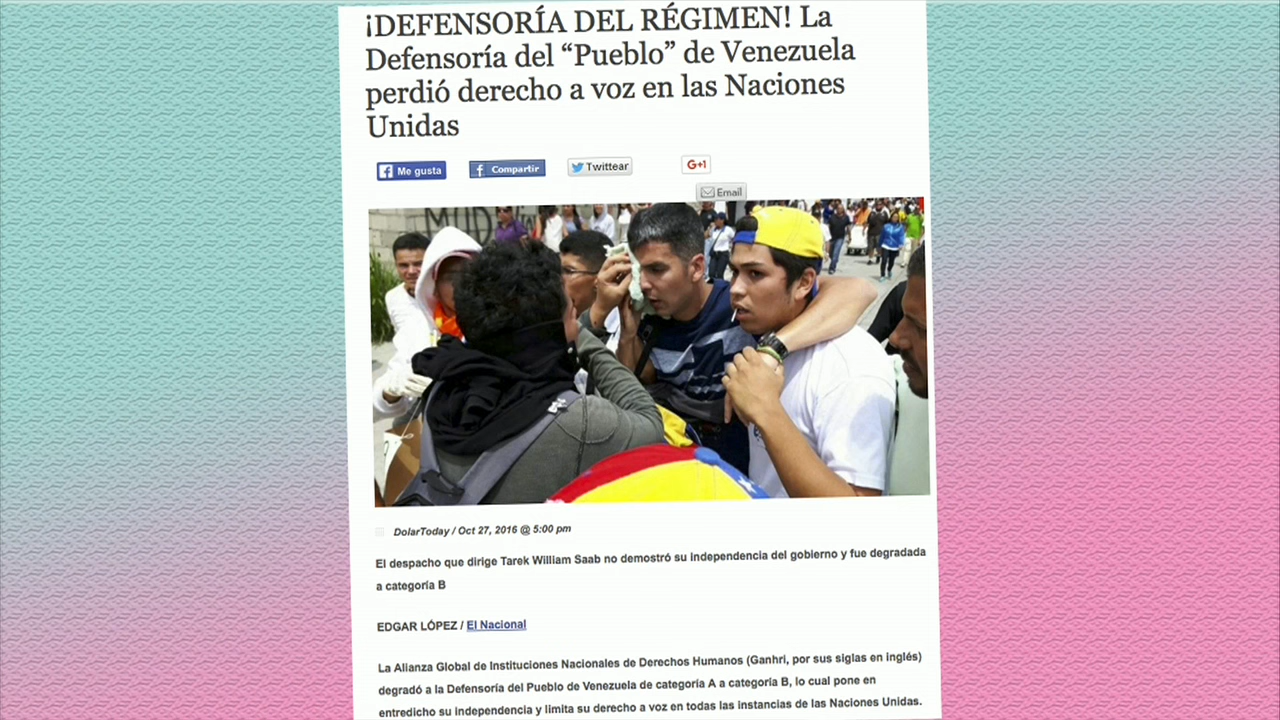 ¡DEFENSORÍA DEL RÉGIMEN! La
Defensoría del “Pueblo” de Venezuela
perdió derecho a voz en las Naciones
Unidas
Me gusta
Compartir
Twittear
G+1
Email
DolarToday / Oct 27, 2016 @ 5:00 pm
El despacho que dirige Tarek William Saab no demostró su independencia del gobierno y fue degradada
a categoría B
EDGAR LÓPEZ / El Nacional
La Alianza Global de Instituciones Nacionales de Derechos Humanos (Ganhri, por sus siglas en inglés)
degradó a la Defensoría del Pueblo de Venezuela de categoría A a categoría B, lo cual pone en
entredicho su independencia y limita su derecho a voz en todas las instancias de las Naciones Unidas.